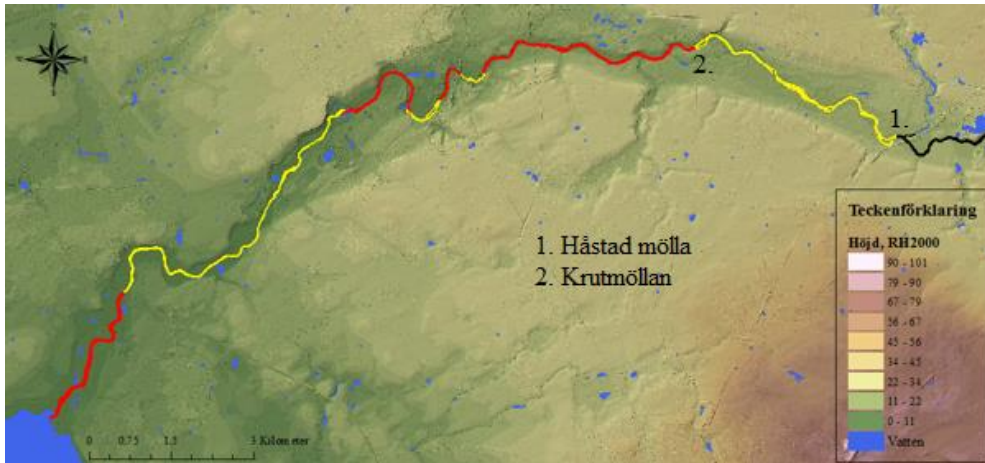 2.
1.
1. Håstad mölla
2. Krutmöllan
Teckenförklaring
Höjd, RH2000
90 - 101
79 - 90
67 - 79
56 - 67
45 - 56
34 - 45
22 - 34
11 - 22
0 - 11
Vatten
0 0.75 1.5 3 Kilometer